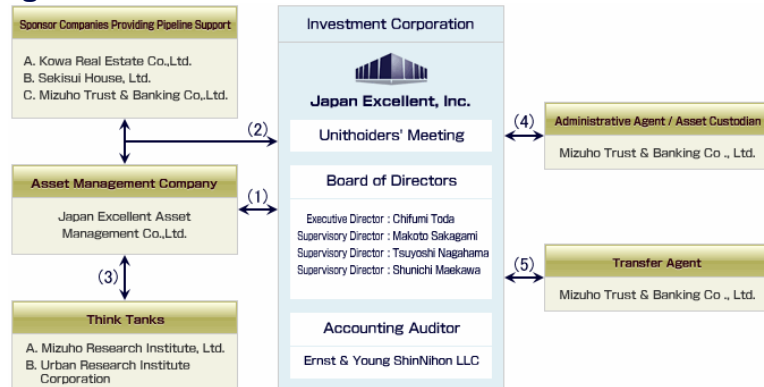 Sponsor Companies Providing Pipeline Support
A. Kowa Real Estate Co.,Ltd.
B. Sekisui House, Ltd.
C. Mizuho Trust & Banking Co,.Ltd.
(2)
Asset Management Company
Japan Excellent Asset
Management Co.,Ltd.
(1)
(3)
Think Tanks
A. Mizuho Research Institute, Ltd.
B. Urban Research Institute
Corporation
Investment Corporation
Japan Excellent, Inc.
Unithoiders' Meeting
Board of Directors
Executive Director : Chifumi Toda
Supervisory Director : Makoto Sakagami
Supervisory Director : Tsuyoshi Nagahama
Supervisory Director : Shunichi Maekawa
Accounting Auditor
Ernst & Young ShinNihon LLC
(4)
Administrative Agent / Asset Custodian
Mizuho Trust & Banking Co ., Ltd.
(5)
Transfer Agent
Mizuho Trust & Banking Co ., Ltd.